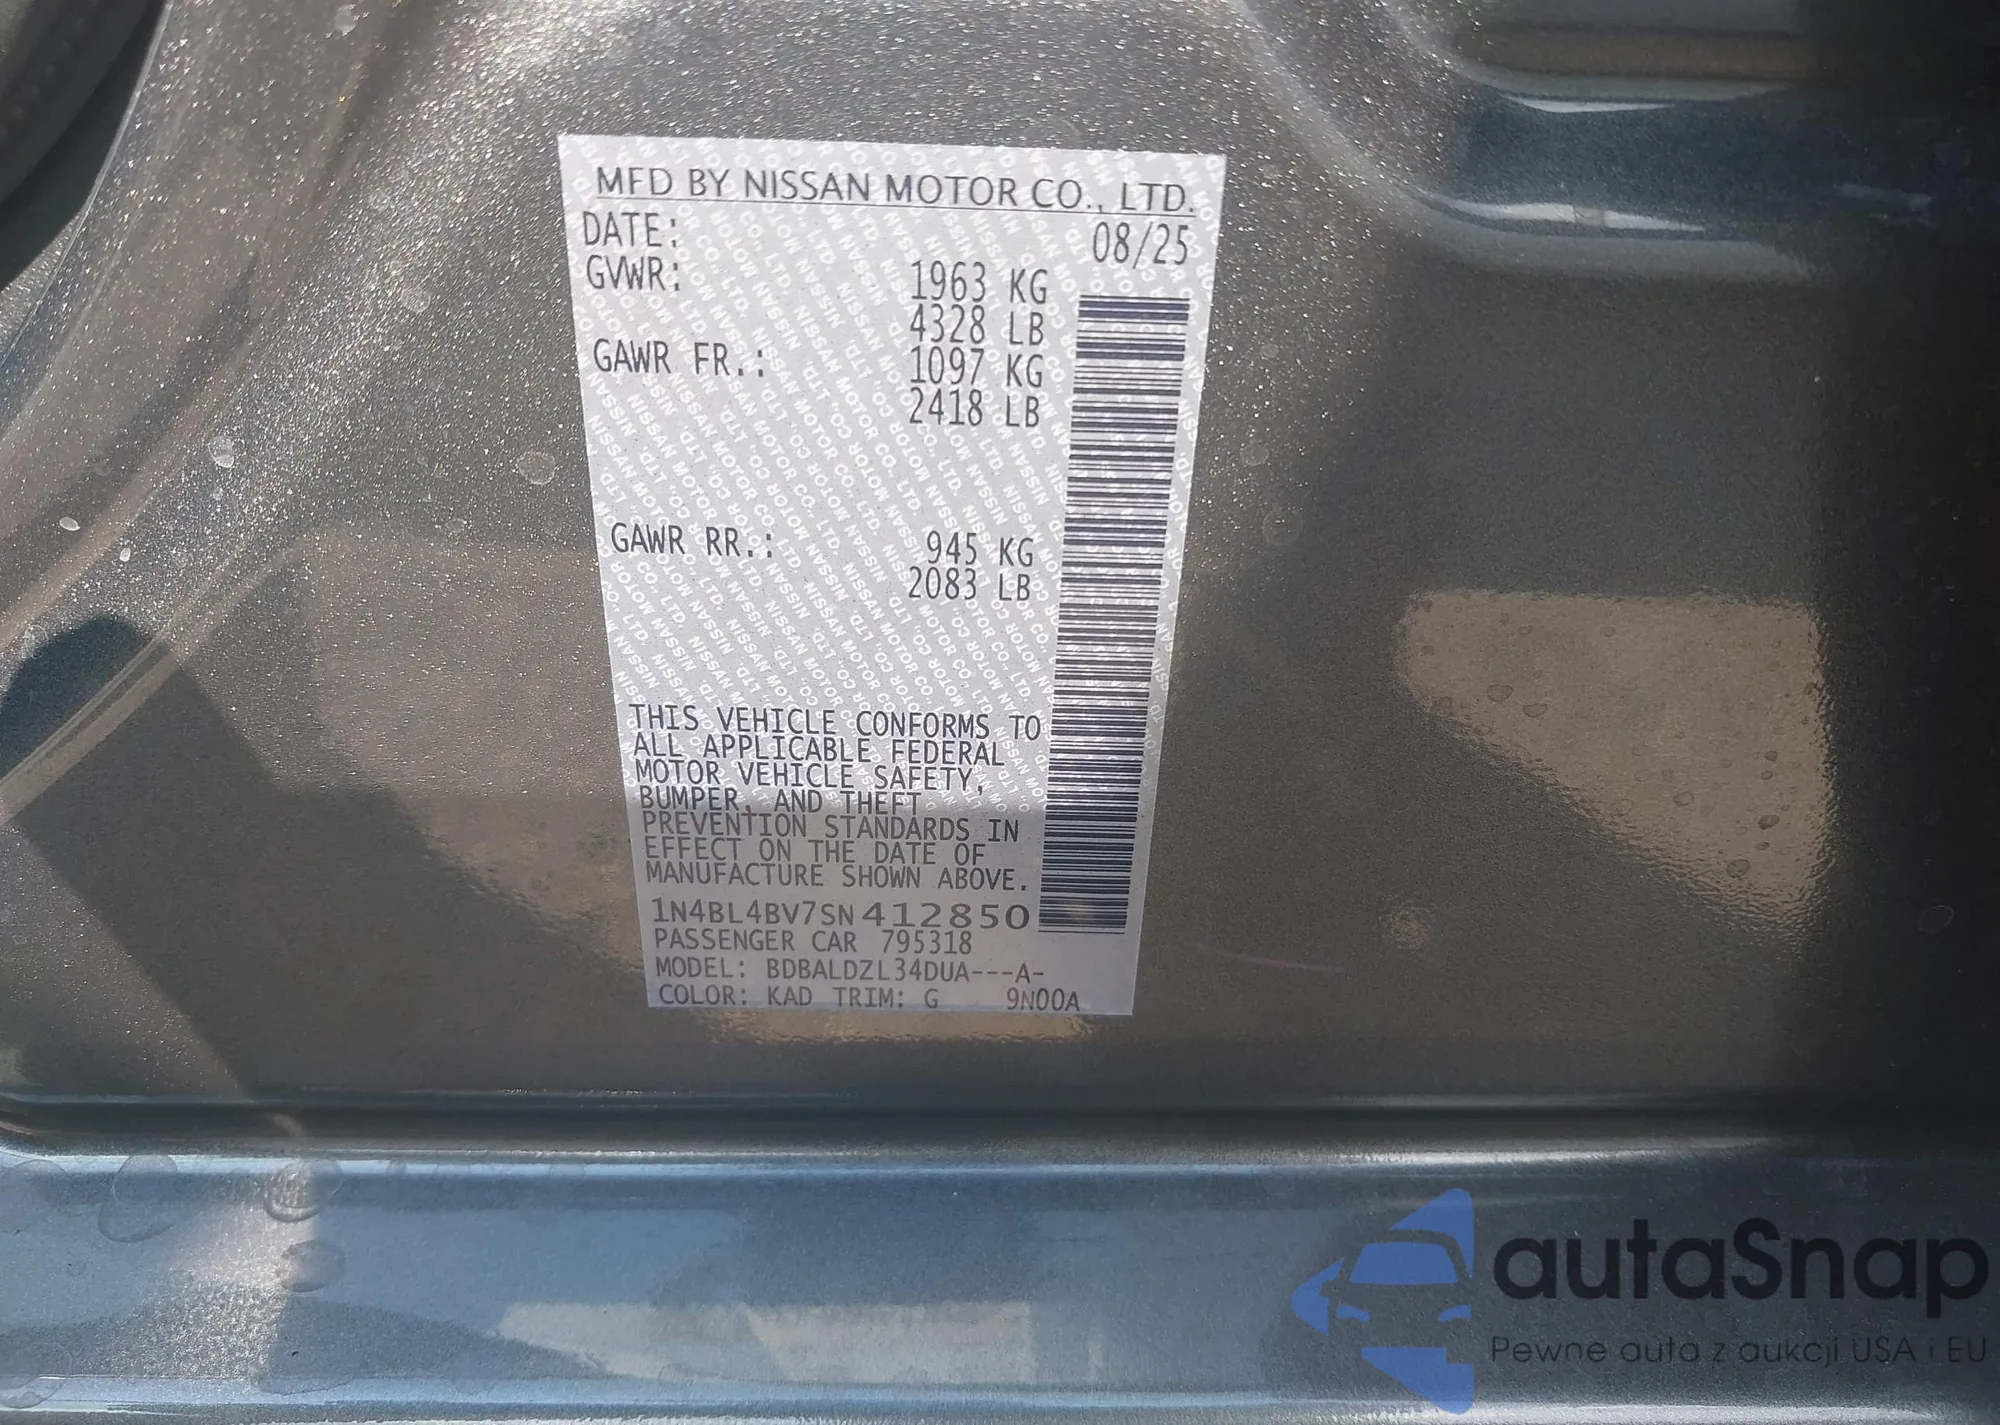 MFD BY NISSAN MOTOR CO., LTD.
DATE: 08/25
GVWR: 1963 KG
4328 LB
GAWR FR.: 1097 KG
2418 LB
GAWR RR.: 945 KG
2083 LB
THIS VEHICLE CONFORMS TO
ALL APPLICABLE FEDERAL
MOTOR VEHICLE SAFETY,
BUMPER, AND THEFT
PREVENTION STANDARDS IN
EFFECT ON THE DATE OF
MANUFACTURE SHOWN ABOVE.
1N4BL4BV7SN412850
PASSENGER CAR 795318
MODEL: BDBALDZL34DUA---A-
COLOR: KAD TRIM: G 9N00A
autaSnap
Pewne auta z aukcji USA i EU